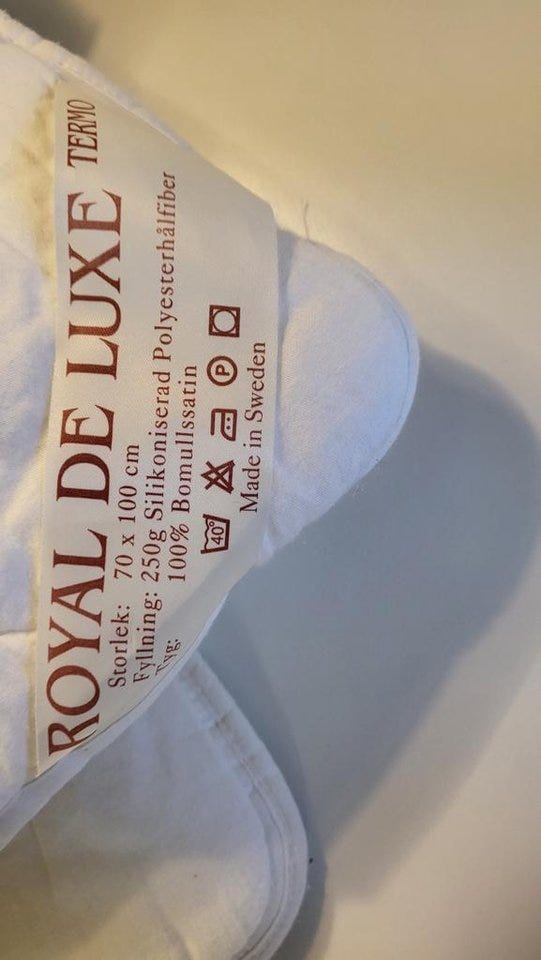 ROYAL DE LUXE TERMO
Storlek: 70 x 100 cm
Fyllning: 250g Silikoniserad Polyesterhålfiber
Tyg: 100% Bomullssatin
40° P
Made in Sweden